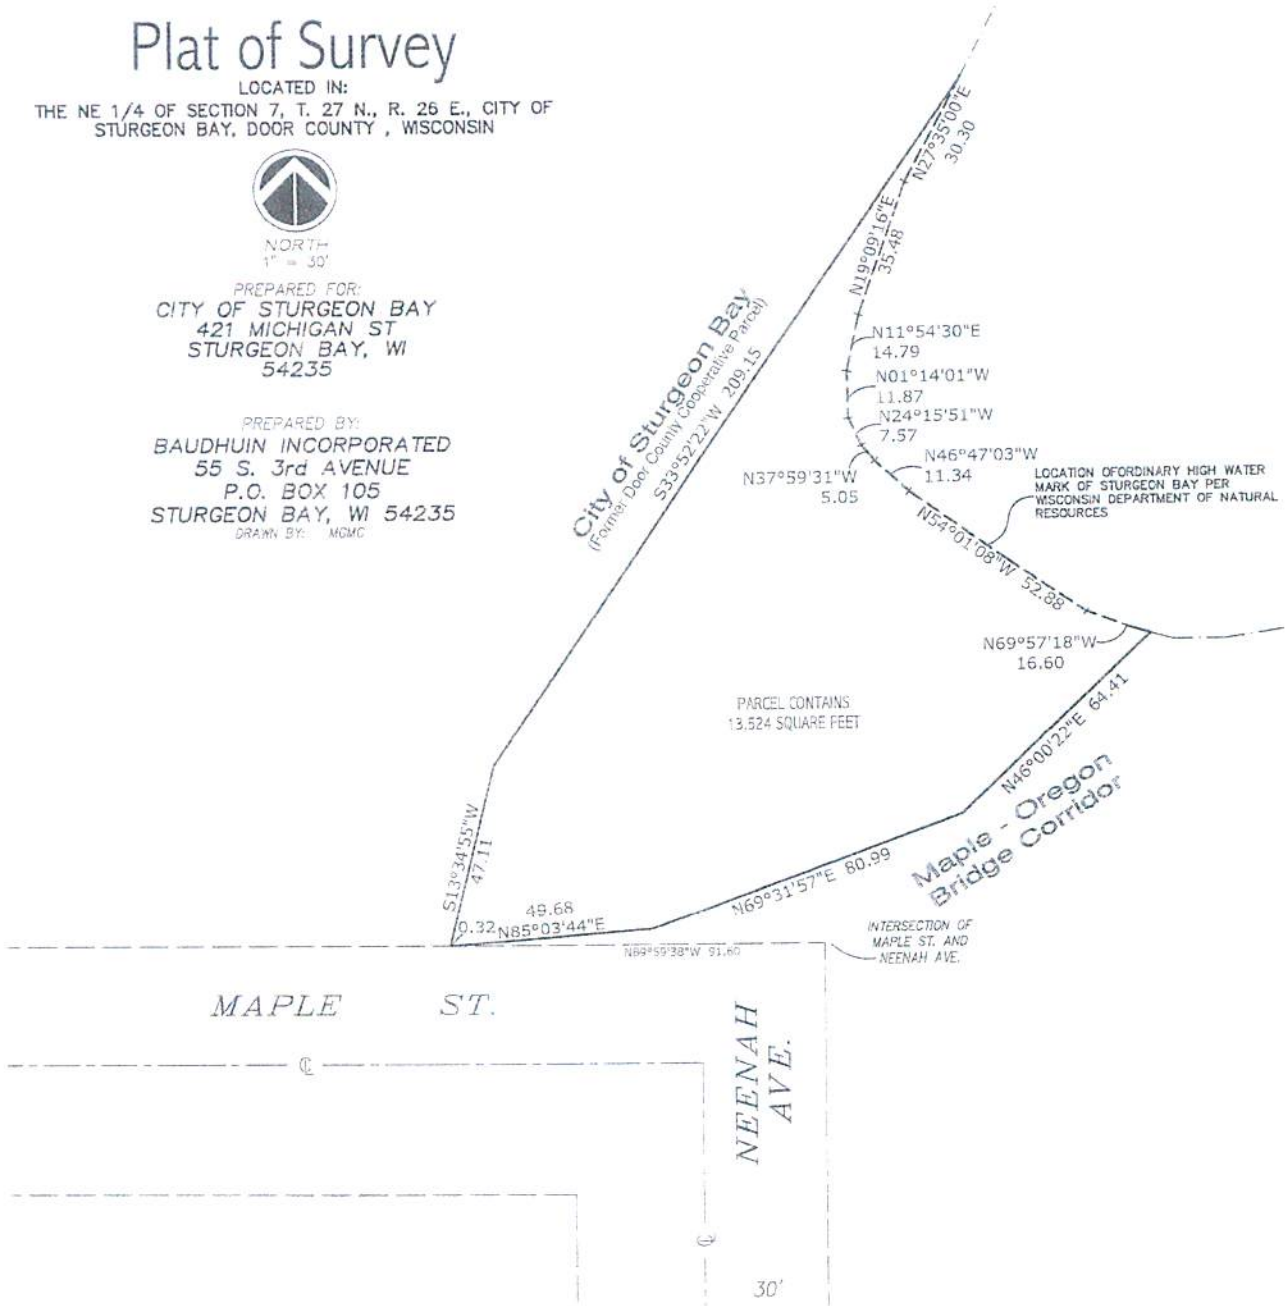 Plat of Survey
LOCATED IN:
THE NE 1/4 OF SECTION 7, T. 27 N., R. 26 E., CITY OF
STURGEON BAY, DOOR COUNTY , WISCONSIN
NORTH
1" = 30'
PREPARED FOR:
CITY OF STURGEON BAY
421 MICHIGAN ST
STURGEON BAY, WI
54235
PREPARED BY:
BAUDHUIN INCORPORATED
55 S. 3rd AVENUE
P.O. BOX 105
STURGEON BAY, WI 54235
DRAWN BY: MGMC
N27°35'00"E
30.30
N19°09'16"E
35.48
N11°54'30"E
14.79
N01°14'01"W
11.87
N24°15'51"W
7.57
N37°59'31"W
5.05
N46°47'03"W
11.34
LOCATION OFORDINARY HIGH WATER
MARK OF STURGEON BAY PER
WISCONSIN DEPARTMENT OF NATURAL
RESOURCES
N54°01'08"W 52.88
N69°57'18"W
16.60
City of Sturgeon Bay
(Former Door County Cooperative Parcel)
S33°52'22"W 209.15
PARCEL CONTAINS
13,524 SQUARE FEET
N46°00'22"E 64.41
Maple - Oregon
Bridge Corridor
S13°34'55"W
47.11
N69°31'57"E 80.99
0.32
49.68
N85°03'44"E
N89°59'38"W 91.60
INTERSECTION OF
MAPLE ST. AND
NEENAH AVE.
MAPLE ST.
NEENAH
AVE.
30'